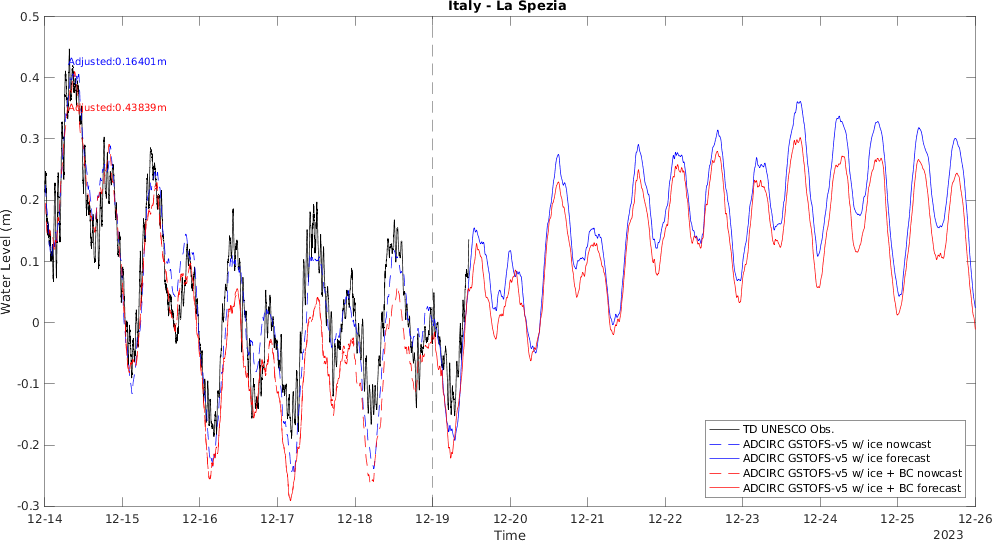 Italy - La Spezia
0.5
0.4
0.3
0.2
0.1
0
-0.1
-0.2
-0.3
Water Level (m)
Adjusted:0.16401m
Adjusted:0.43839m
TD UNESCO Obs.
ADCIRC GSTOFS-v5 w/ ice nowcast
ADCIRC GSTOFS-v5 w/ ice forecast
ADCIRC GSTOFS-v5 w/ ice + BC nowcast
ADCIRC GSTOFS-v5 w/ ice + BC forecast
12-14 12-15 12-16 12-17 12-18 12-19 12-20 12-21 12-22 12-23 12-24 12-25 12-26
Time
2023